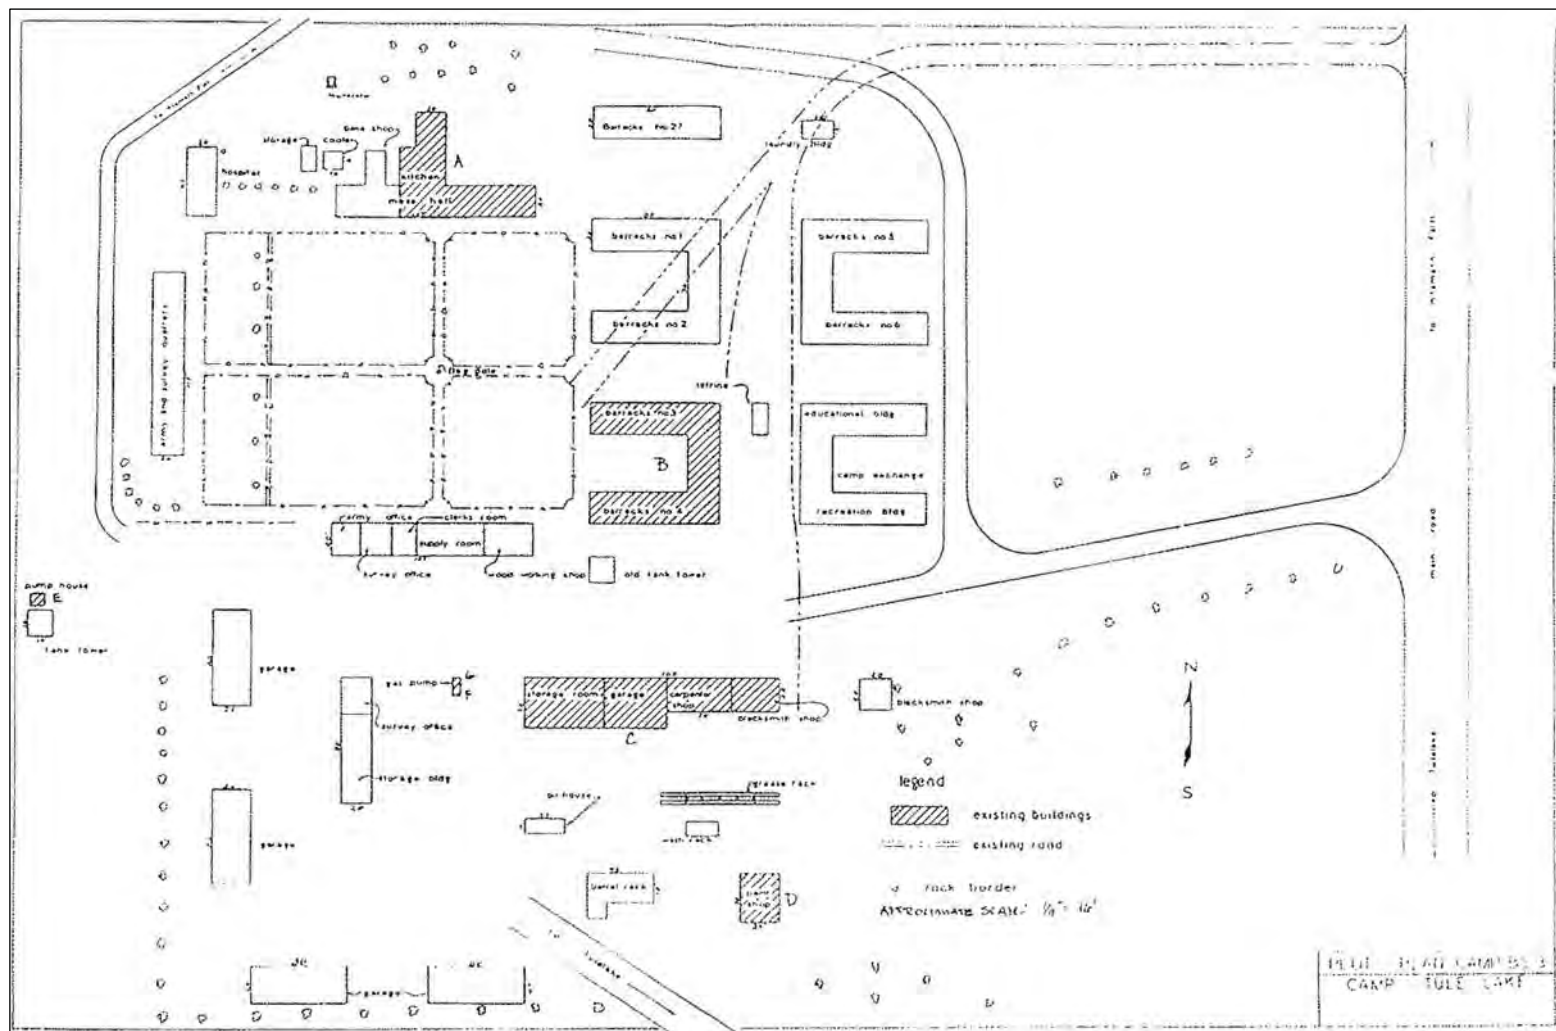 storage
cooler
Barracks no.27
laundry bldg
hospital
kitchen
A
mess hall
barracks no.1
barracks no.5
barracks no.2
barracks no.6
flag pole
latrine
army and survey quarters
barracks no.3
educational bldg
B
camp exchange
barracks no.4
recreation bldg
army office
clerks room
supply room
survey office
wood working shop
old tank tower
pump house
E
tank tower
garage
gas pump
G
F
storage room
garage
carpenter
shop
blacksmith shop
blacksmith shop
survey office
C
N
S
storage bldg
oil house
grease rack
legend
existing buildings
wash rack
garage
existing road
barrel rack
paint
shop
D
rock border
APPROXIMATE SCALE:
garage
main road
CAMP TULE LAKE